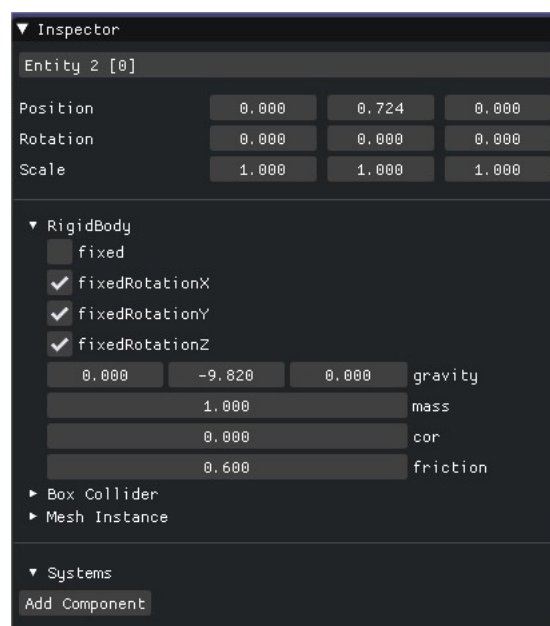 Inspector
Entity 2 [0]
Position 0.000 0.724 0.000
Rotation 0.000 0.000 0.000
Scale 1.000 1.000 1.000
RigidBody
fixed
fixedRotationX
fixedRotationY
fixedRotationZ
0.000 -9.820 0.000 gravity
1.000 mass
0.000 cor
0.600 friction
Box Collider
Mesh Instance
Systems
Add Component